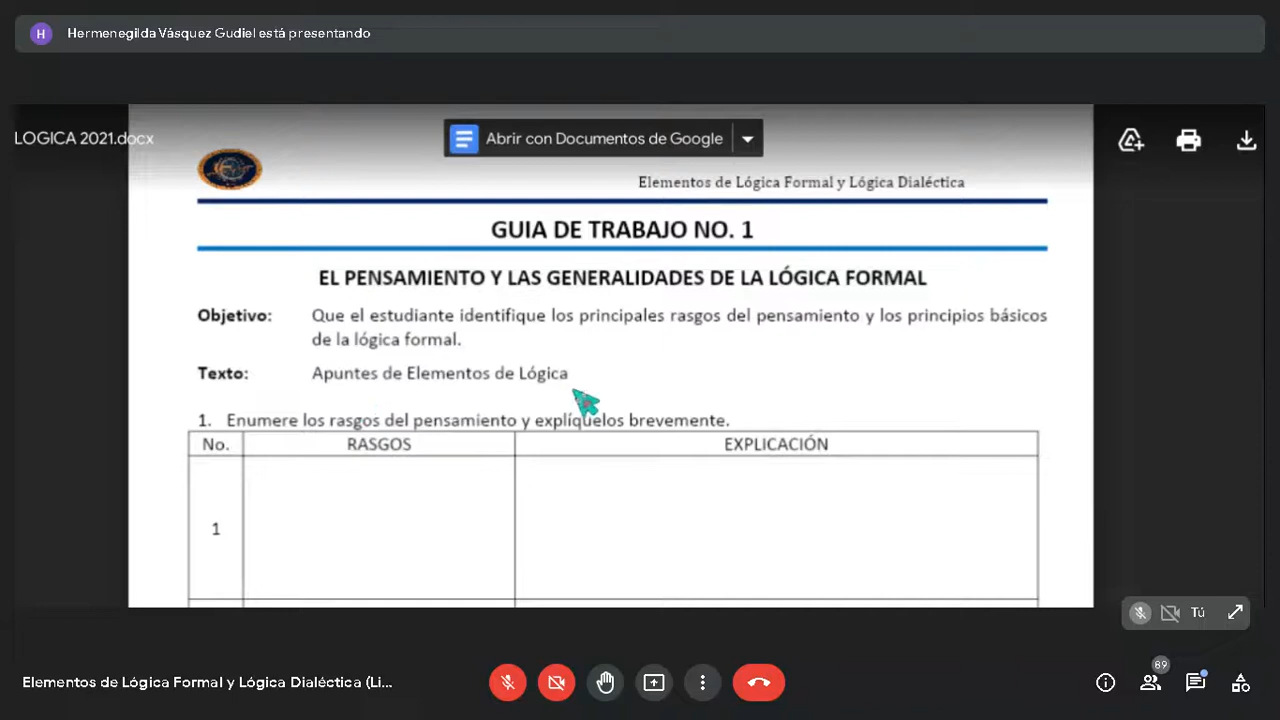 H Hermenegilda Vásquez Gudiel está presentando
LOGICA 2021.docx
Abrir con Documentos de Google
Elementos de Lógica Formal y Lógica Dialéctica
GUIA DE TRABAJO NO. 1
EL PENSAMIENTO Y LAS GENERALIDADES DE LA LÓGICA FORMAL
Objetivo: Que el estudiante identifique los principales rasgos del pensamiento y los principios básicos
de la lógica formal.
Texto: Apuntes de Elementos de Lógica
1. Enumere los rasgos del pensamiento y explíquelos brevemente.
No. RASGOS EXPLICACIÓN
1
Tú
89
Elementos de Lógica Formal y Lógica Dialéctica (Li...